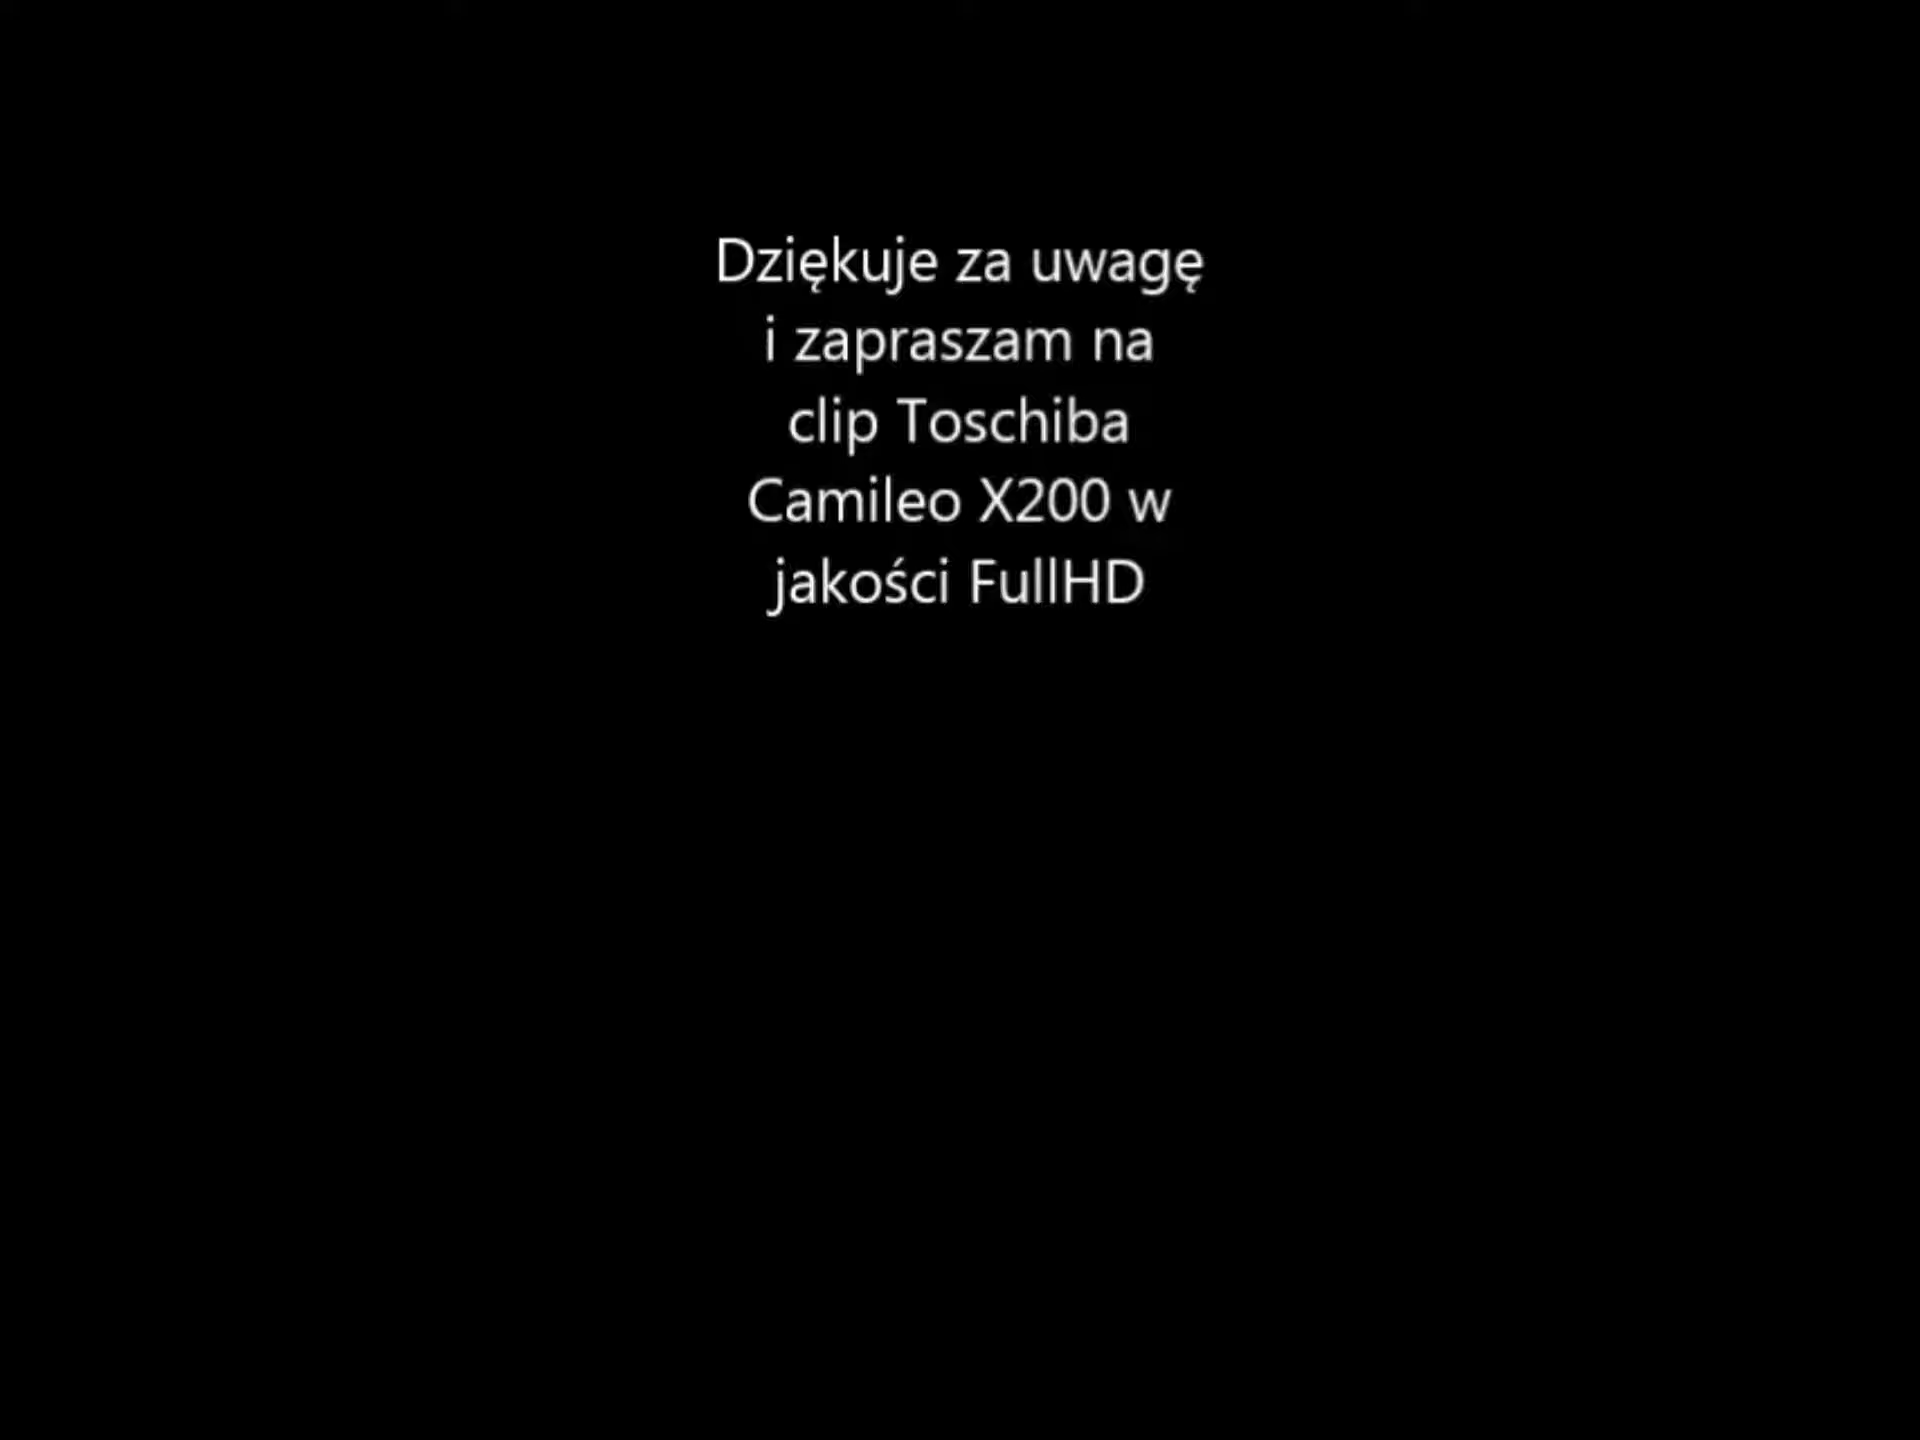 Dziękuje za uwagę
i zapraszam na
clip Toschiba
Camileo X200 w
jakości FullHD